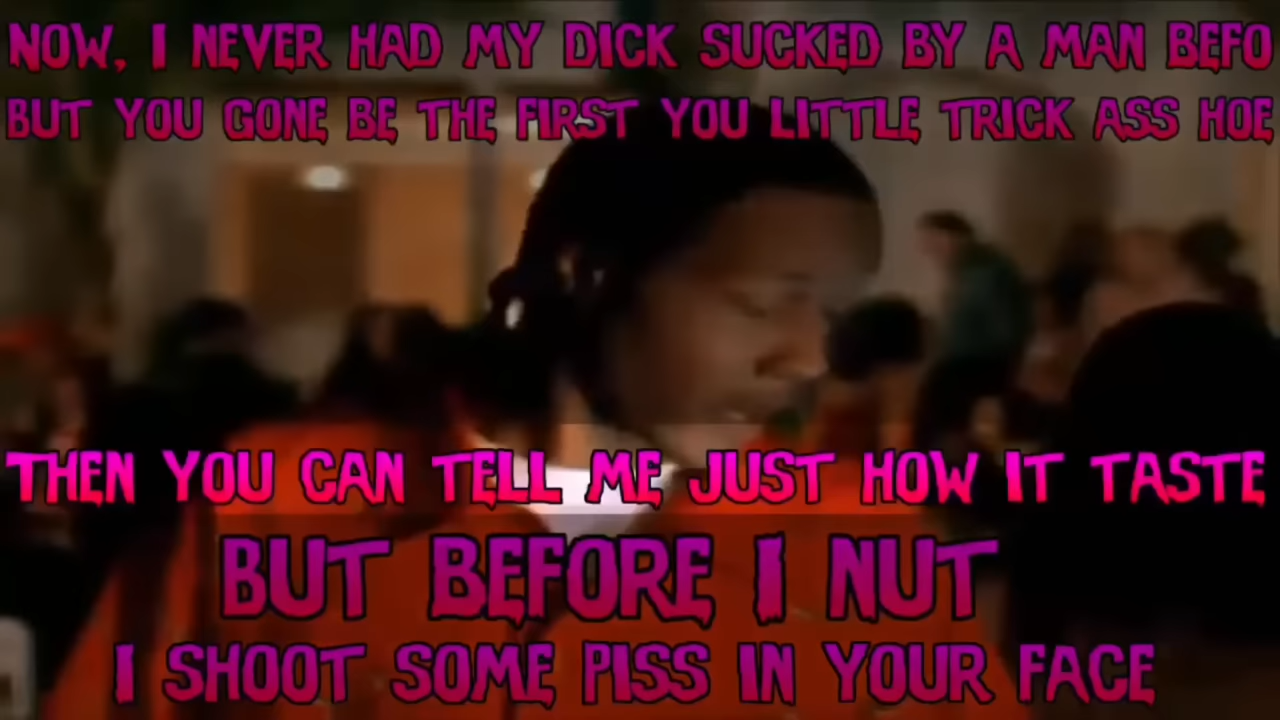 NOW, I NEVER HAD MY DICK SUCKED BY A MAN BEFO
BUT YOU GONE BE THE FIRST YOU LITTLE TRICK ASS HOE
THEN YOU CAN TELL ME JUST HOW IT TASTE
BUT BEFORE I NUT
I SHOOT SOME PISS IN YOUR FACE